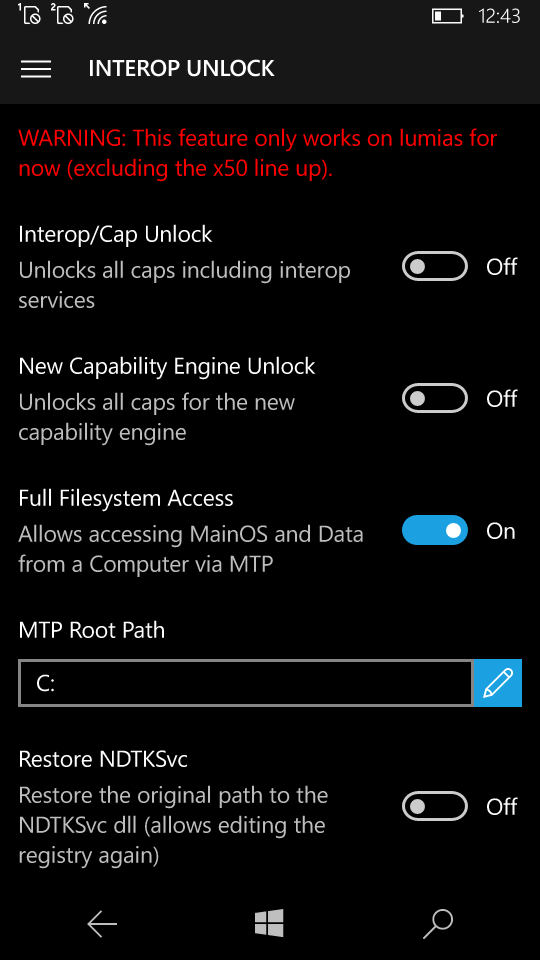 1 2 12:43
INTEROP UNLOCK
WARNING: This feature only works on lumias for
now (excluding the x50 line up).
Interop/Cap Unlock
Unlocks all caps including interop
services
Off
New Capability Engine Unlock
Unlocks all caps for the new
capability engine
Off
Full Filesystem Access
Allows accessing MainOS and Data
from a Computer via MTP
On
MTP Root Path
C:
Restore NDTKSvc
Restore the original path to the
NDTKSvc dll (allows editing the
registry again)
Off